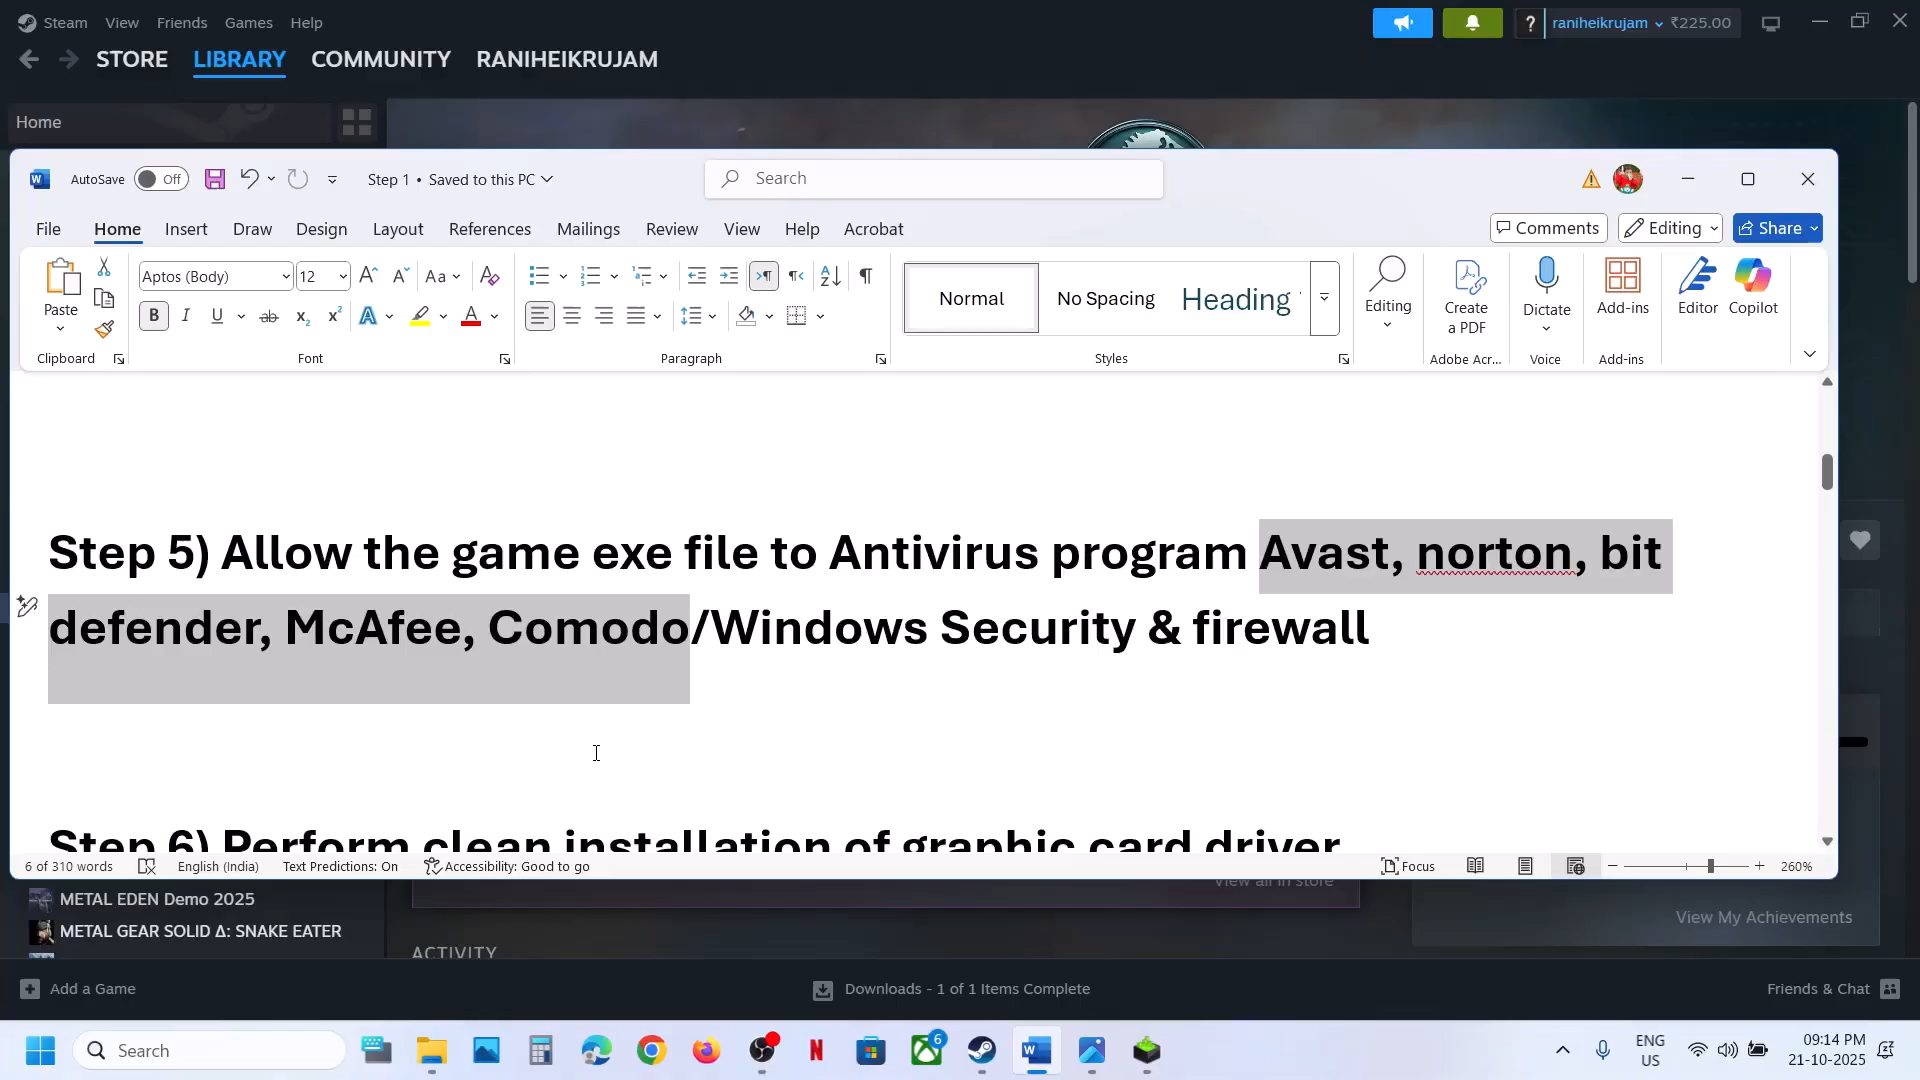 Steam View Friends Games Help
raniheikrujam ₹225.00
STORE LIBRARY COMMUNITY RANIHEIKRUJAM
Home
AutoSave Off
Step 1 • Saved to this PC
Search
File Home Insert Draw Design Layout References Mailings Review View Help Acrobat
Comments Editing Share
Aptos (Body) 12
Paste
Normal No Spacing Heading
Editing
Create a PDF
Dictate
Add-ins
Editor
Copilot
Clipboard Font Paragraph Styles Adobe Acr... Voice Add-ins
Step 5) Allow the game exe file to Antivirus program Avast, norton, bit
defender, McAfee, Comodo/Windows Security & firewall
Step 6) Perform clean installation of graphic card driver
6 of 310 words English (India) Text Predictions: On Accessibility: Good to go Focus 260%
View all in store
METAL EDEN Demo 2025
METAL GEAR SOLID Δ: SNAKE EATER
View My Achievements
ACTIVITY
Add a Game Downloads - 1 of 1 Items Complete Friends & Chat
Search
6
ENG
US
09:14 PM
21-10-2025